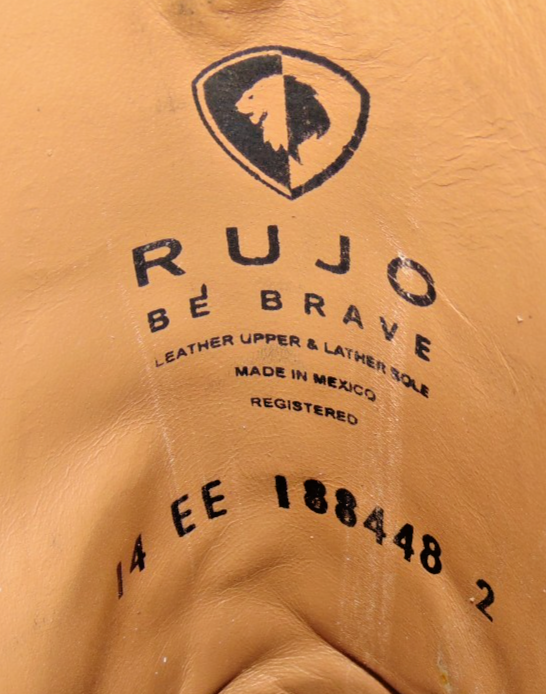 RUJO
BE BRAVE
LEATHER UPPER & LATHER SOLE
MADE IN MEXICO
REGISTERED
14 EE 188448 2